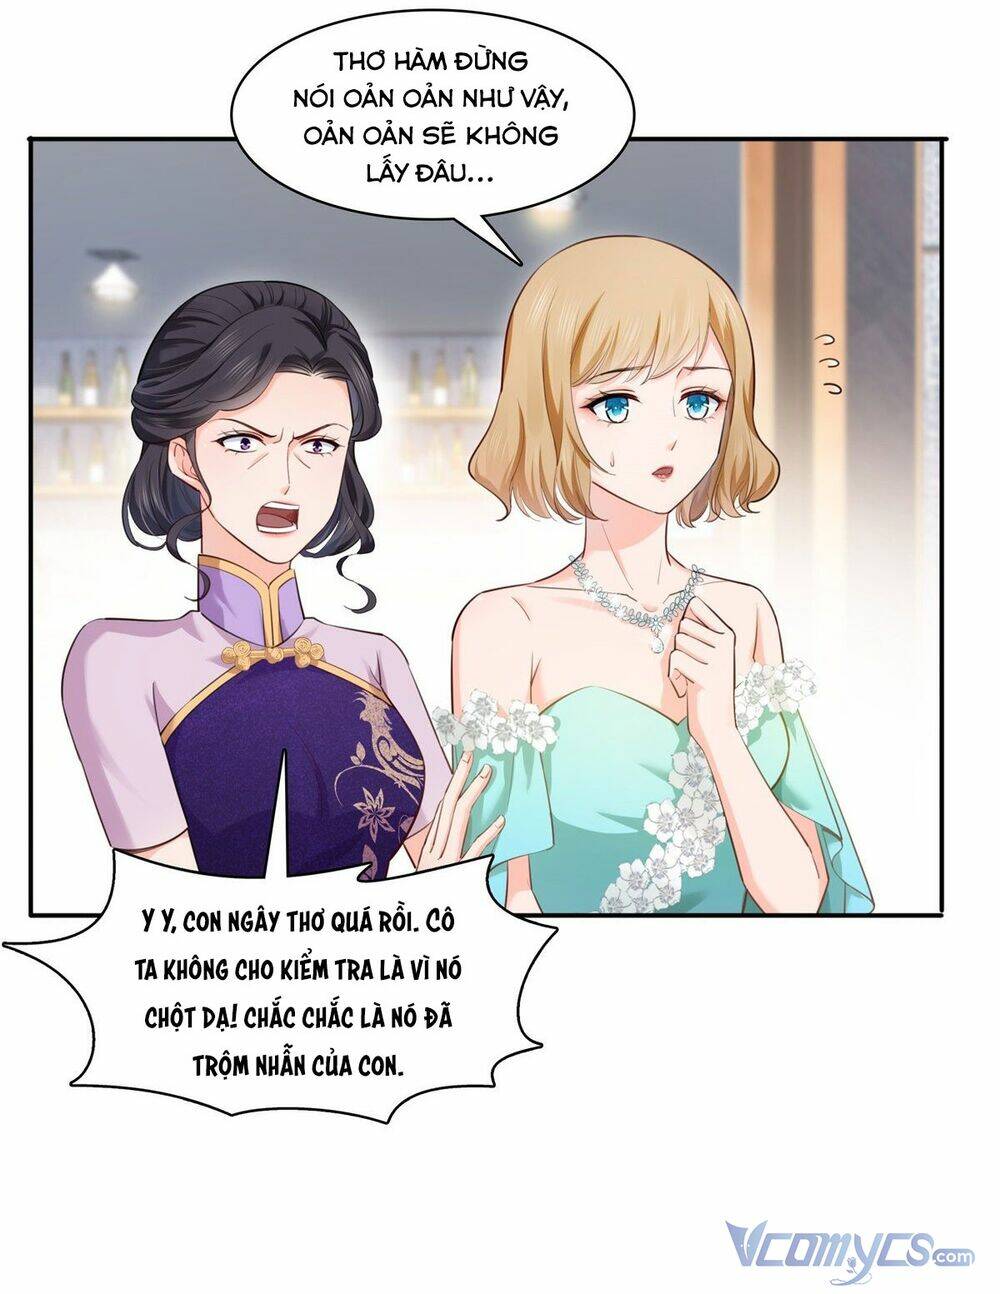 THƠ HÀM ĐỪNG
NÓI OẢN OẢN NHƯ VẬY,
OẢN OẢN SẼ KHÔNG
LẤY ĐÂU...
Y Y, CON NGÂY THƠ QUÁ RỒI. CÔ
TA KHÔNG CHO KIỂM TRA LÀ VÌ NÓ
CHỘT DẠ! CHẮC CHẮC LÀ NÓ ĐÃ
TRỘM NHẪN CỦA CON.
VCOMYCS.com